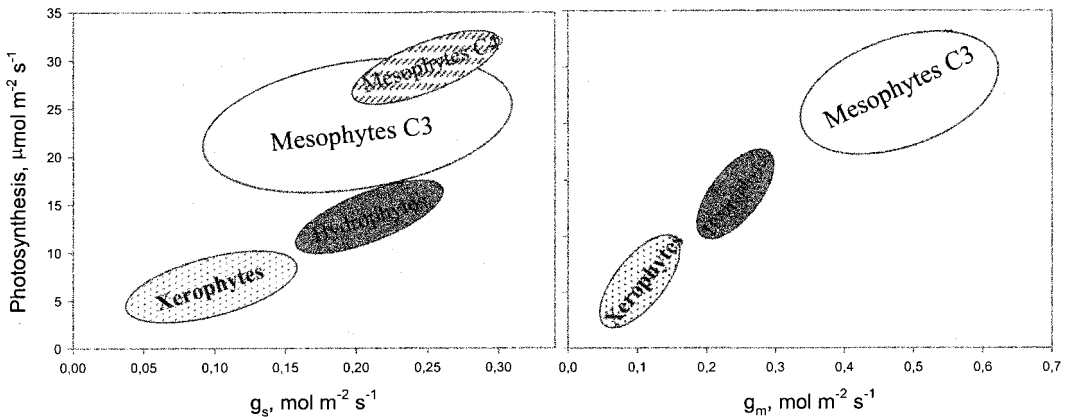 Photosynthesis, μmol m⁻² s⁻¹
35
30
25
20
15
10
5
0
Mesophytes C4
Mesophytes C3
Hydrophytes
Xerophytes
0,00 0,05 0,10 0,15 0,20 0,25 0,30
gs, mol m⁻² s⁻¹
Mesophytes C3
Xerophytes
0,0 0,1 0,2 0,3 0,4 0,5 0,6 0,7
gm, mol m⁻² s⁻¹